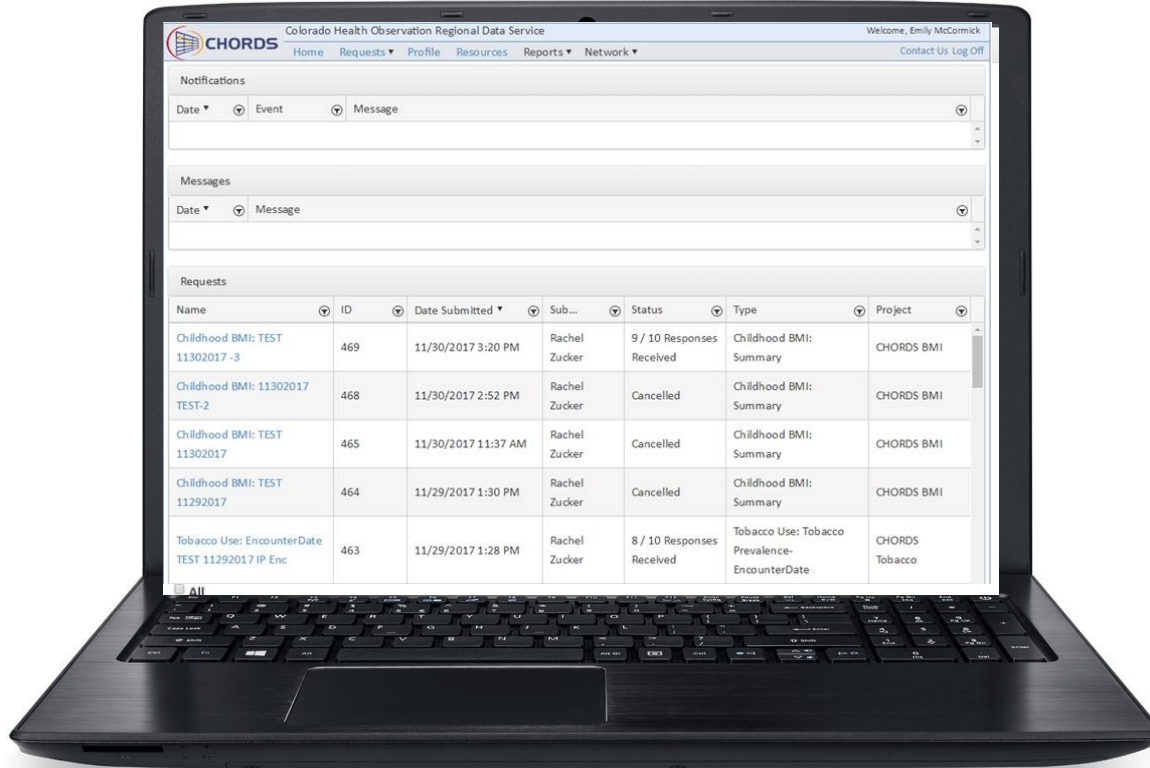 Colorado Health Observation Regional Data Service
Welcome, Emily McCormick
CHORDS
Home Requests Profile Resources Reports Network
Contact Us Log Off
Notifications
Date Event Message
Messages
Date Message
Requests
Name ID Date Submitted Sub... Status Type Project
Childhood BMI: TEST
11302017 -3
469
11/30/2017 3:20 PM
Rachel
Zucker
9 / 10 Responses
Received
Childhood BMI:
Summary
CHORDS BMI
Childhood BMI: 11302017
TEST-2
468
11/30/2017 2:52 PM
Rachel
Zucker
Cancelled
Childhood BMI:
Summary
CHORDS BMI
Childhood BMI: TEST
11302017
465
11/30/2017 11:37 AM
Rachel
Zucker
Cancelled
Childhood BMI:
Summary
CHORDS BMI
Childhood BMI: TEST
11292017
464
11/29/2017 1:30 PM
Rachel
Zucker
Cancelled
Childhood BMI:
Summary
CHORDS BMI
Tobacco Use: EncounterDate
TEST 11292017 IP Enc
463
11/29/2017 1:28 PM
Rachel
Zucker
8 / 10 Responses
Received
Tobacco Use: Tobacco
Prevalence-
EncounterDate
CHORDS
Tobacco
All